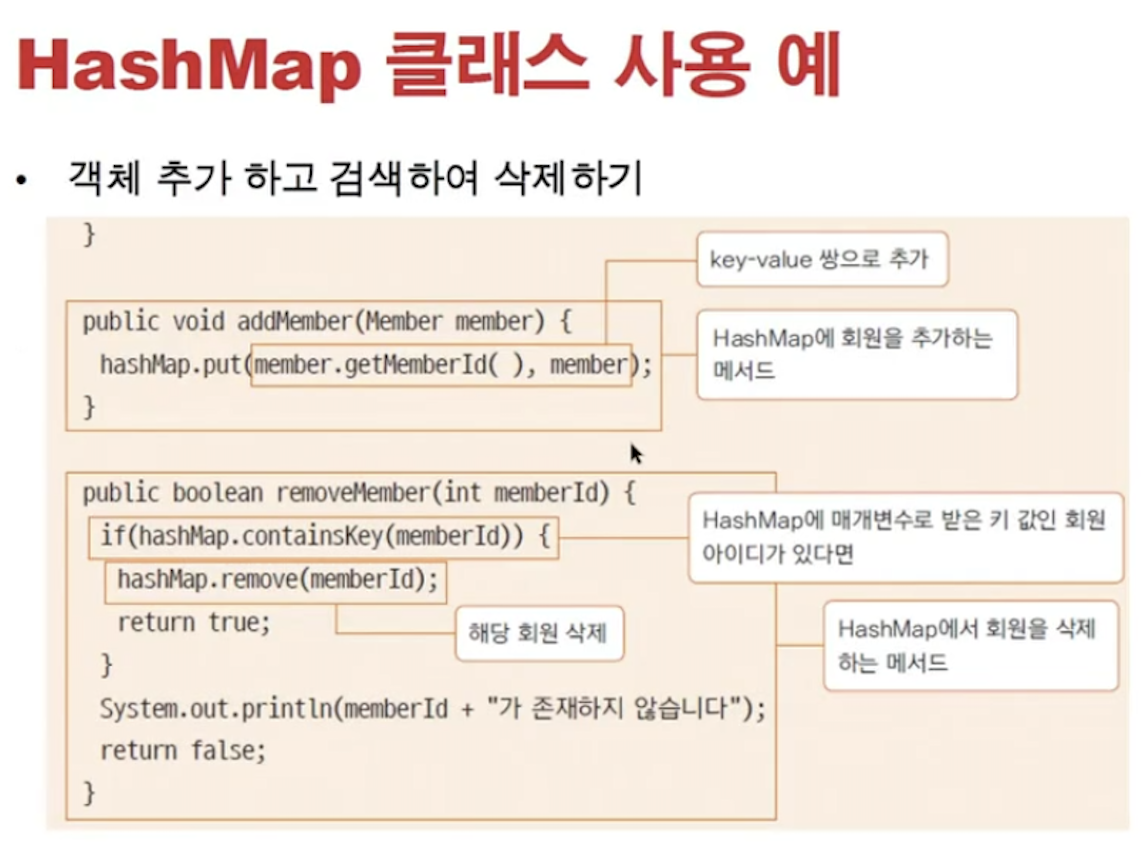 HashMap 클래스 사용 예
• 객체 추가 하고 검색하여 삭제하기
}
key-value 쌍으로 추가
public void addMember(Member member) {
hashMap.put(member.getMemberId( ), member);
}
HashMap에 회원을 추가하는
메서드
public boolean removeMember(int memberId) {
if(hashMap.containsKey(memberId)) {
HashMap에 매개변수로 받은 키 값인 회원
아이디가 있다면
hashMap.remove(memberId);
return true;
해당 회원 삭제
}
HashMap에서 회원을 삭제
하는 메서드
System.out.println(memberId + "가 존재하지 않습니다");
return false;
}